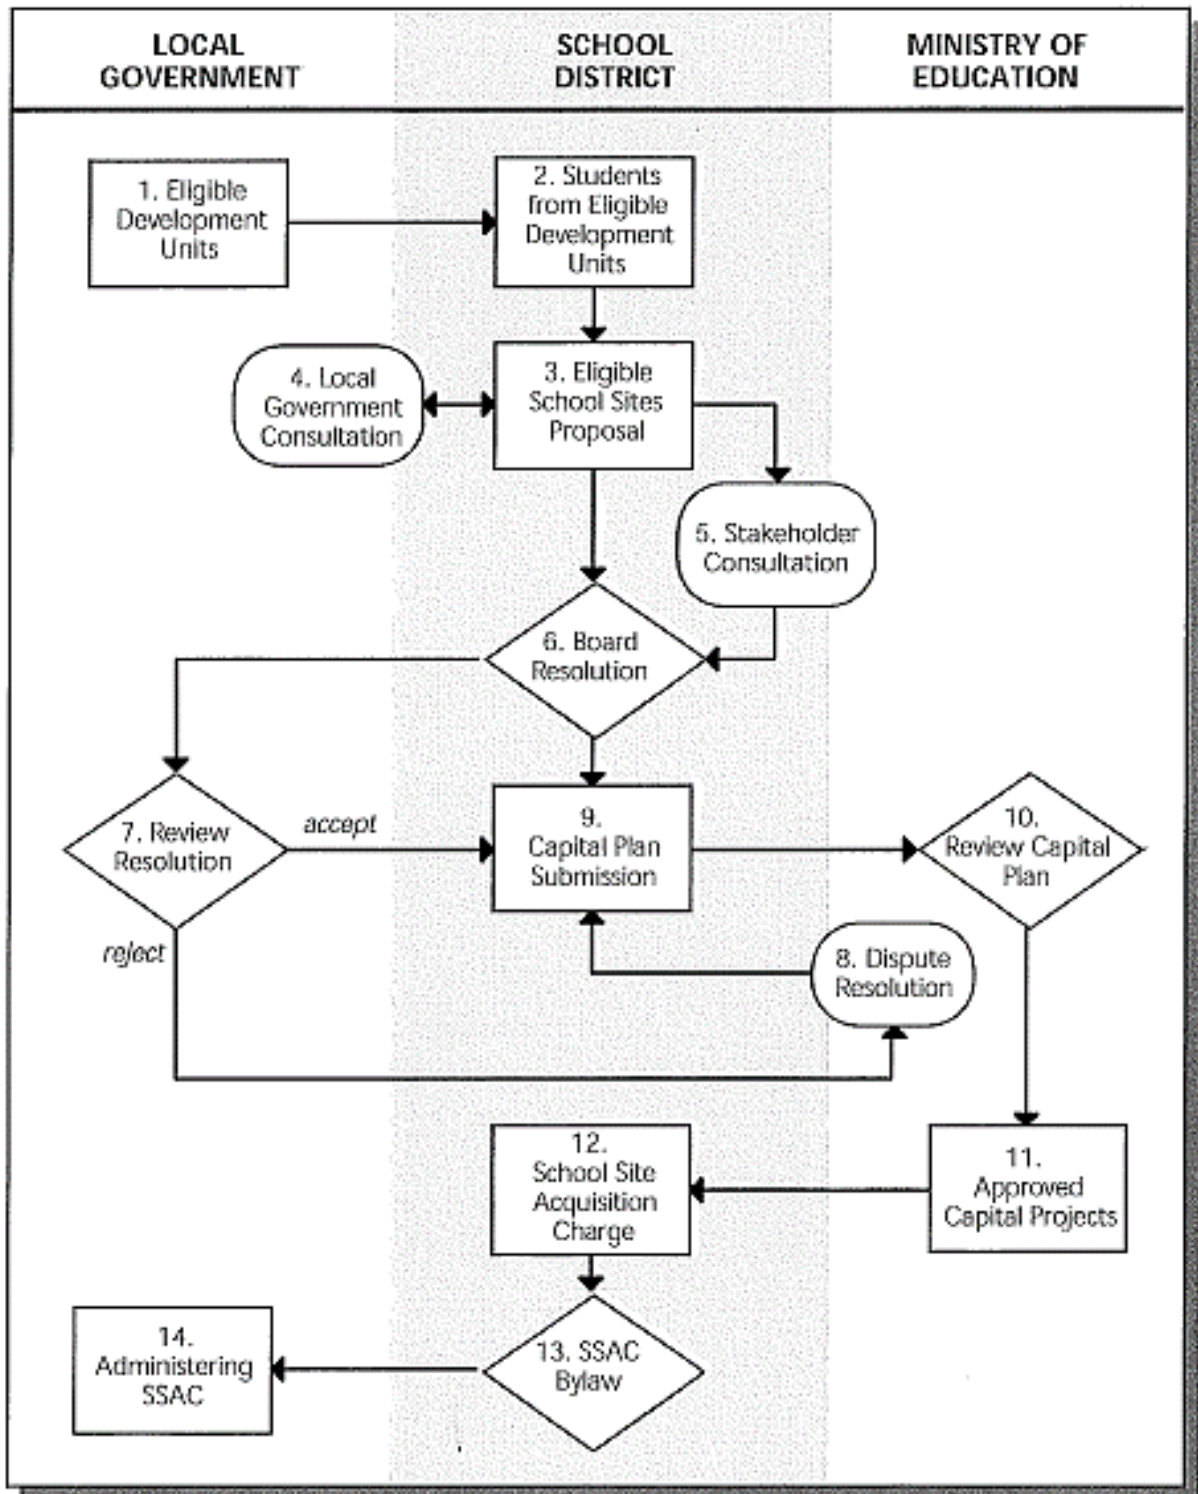 LOCAL
GOVERNMENT
SCHOOL
DISTRICT
MINISTRY OF
EDUCATION
1. Eligible
Development
Units
2. Students
from Eligible
Development
Units
3. Eligible
School Sites
Proposal
4. Local
Government
Consultation
5. Stakeholder
Consultation
6. Board
Resolution
7. Review
Resolution
accept
reject
9.
Capital Plan
Submission
10.
Review Capital
Plan
8. Dispute
Resolution
11.
Approved
Capital Projects
12.
School Site
Acquisition
Charge
13. SSAC
Bylaw
14.
Administering
SSAC